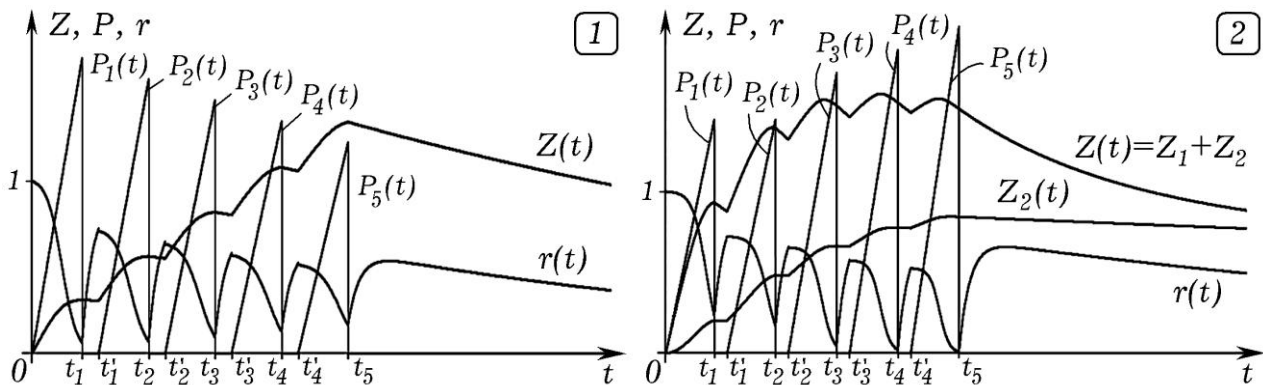 Z, P, r
1
P₁(t)
P₂(t)
P₃(t)
P₄(t)
P₅(t)
Z(t)
1
r(t)
0
t₁ t'₁ t₂ t'₂ t₃ t'₃ t₄ t'₄ t₅
t
Z, P, r
2
P₁(t)
P₂(t)
P₃(t)
P₄(t)
P₅(t)
Z(t)=Z₁+Z₂
1
Z₂(t)
r(t)
0
t₁ t'₁ t₂ t'₂ t₃ t'₃ t₄ t'₄ t₅
t